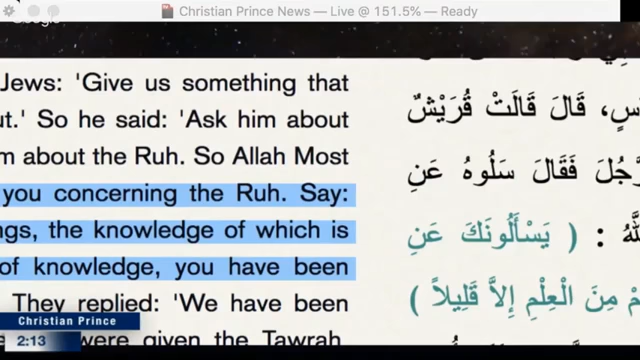 Christian Prince News — Live @ 151.5% — Ready
Jews: 'Give us something that
ut.' So he said: 'Ask him about
m about the Ruh. So Allah Most
you concerning the Ruh. Say:
ngs, the knowledge of which is
of knowledge, you have been
They replied: 'We have been
were given the Tawrah,
قَالَ قَالَتْ قُرَيْشٌ
فَقَالَ سَلُوهُ عَنِ
: ( يَسْأَلُونَكَ عَنِ
مِنَ الْعِلْمِ إِلاَّ قَلِيلاً )
Christian Prince
2:13